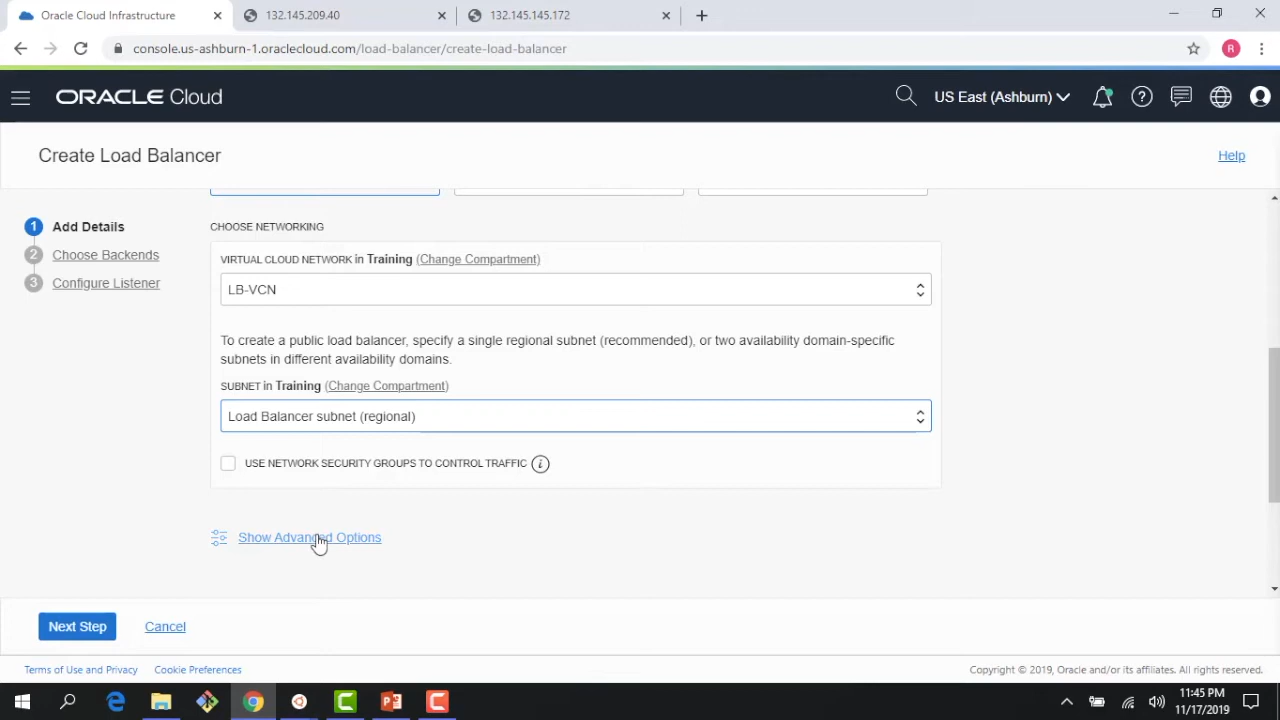 Oracle Cloud Infrastructure
132.145.209.40
132.145.145.172
console.us-ashburn-1.oraclecloud.com/load-balancer/create-load-balancer
R
ORACLE Cloud
US East (Ashburn)
Create Load Balancer
Help
1 Add Details
2 Choose Backends
3 Configure Listener
CHOOSE NETWORKING
VIRTUAL CLOUD NETWORK in Training (Change Compartment)
LB-VCN
To create a public load balancer, specify a single regional subnet (recommended), or two availability domain-specific
subnets in different availability domains.
SUBNET in Training (Change Compartment)
Load Balancer subnet (regional)
USE NETWORK SECURITY GROUPS TO CONTROL TRAFFIC i
Show Advanced Options
Next Step
Cancel
Terms of Use and Privacy
Cookie Preferences
Copyright © 2019, Oracle and/or its affiliates. All rights reserved.
11:45 PM
11/17/2019